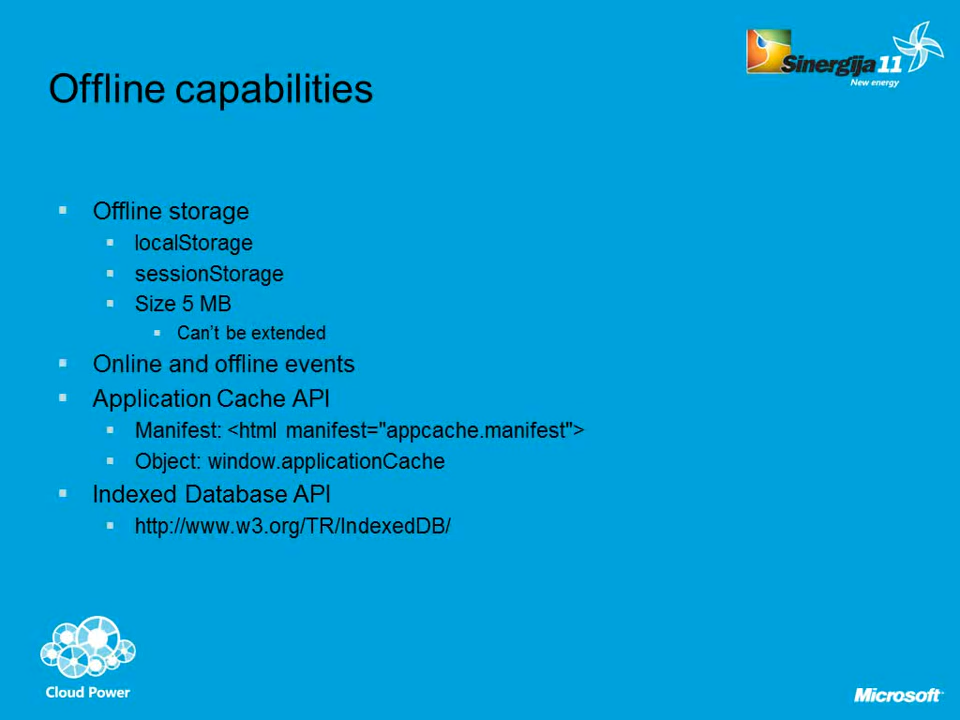 Sinergija 11
New energy
Offline capabilities
Offline storage
localStorage
sessionStorage
Size 5 MB
Can't be extended
Online and offline events
Application Cache API
Manifest: <html manifest="appcache.manifest">
Object: window.applicationCache
Indexed Database API
http://www.w3.org/TR/IndexedDB/
Cloud Power
Microsoft